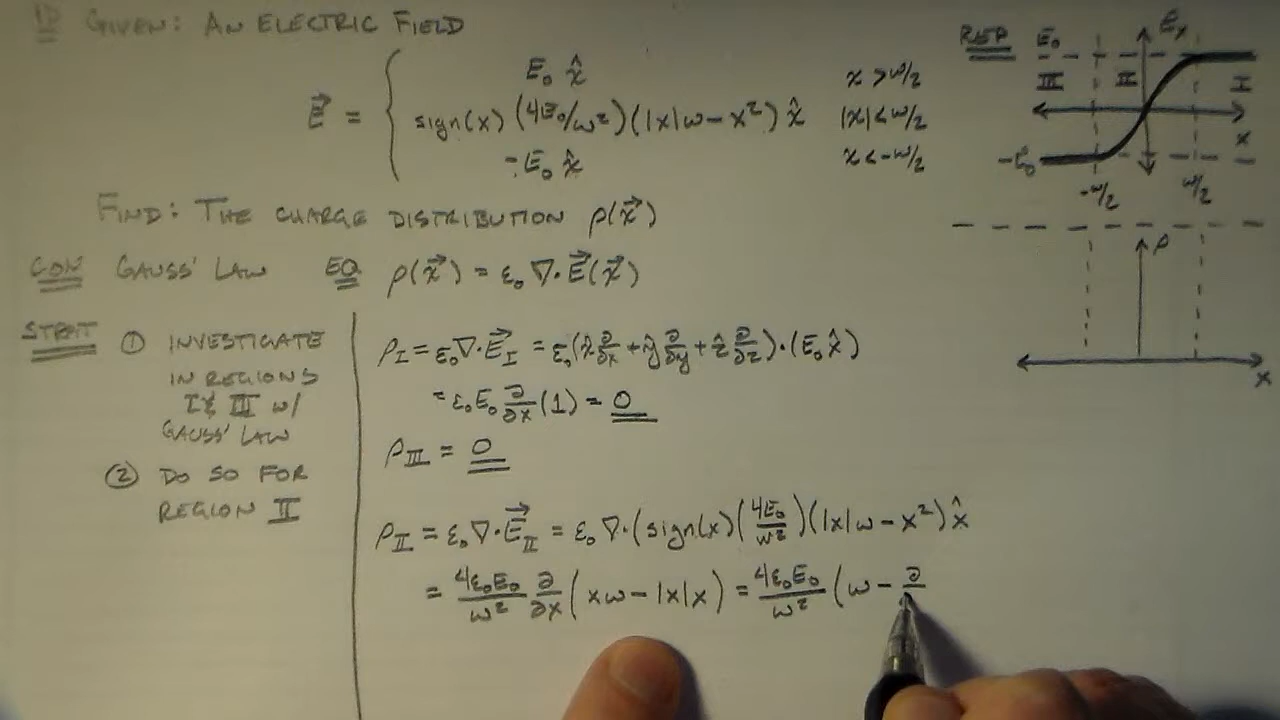 ID GIVEN: AN ELECTRIC FIELD
E⃗ = { E₀ x̂   x > w/2
sign(x) (4E₀/w²)(|x|w - x²) x̂   |x| < w/2
-E₀ x̂   x < -w/2
FIND: THE CHARGE DISTRIBUTION ρ(x⃗)
CON GAUSS' LAW EQ ρ(x⃗) = ε₀ ∇·E⃗(x⃗)
STRAT ① INVESTIGATE
IN REGIONS
I & III w/
GAUSS' LAW
② DO SO FOR
REGION II
ρ_I = ε₀∇·E⃗_I = ε₀(x̂ ∂/∂x + ŷ ∂/∂y + ẑ ∂/∂z)·(E₀x̂)
= ε₀E₀ ∂/∂x (1) = 0
ρ_III = 0
ρ_II = ε₀∇·E⃗_II = ε₀∇·(sign(x)(4E₀/w²)(|x|w - x²)x̂
= 4ε₀E₀/w² ∂/∂x (xw - |x|x) = 4ε₀E₀/w² (w - ∂
REP E₀ Eₓ
III II I
x
-E₀
-w/2 w/2
ρ
x